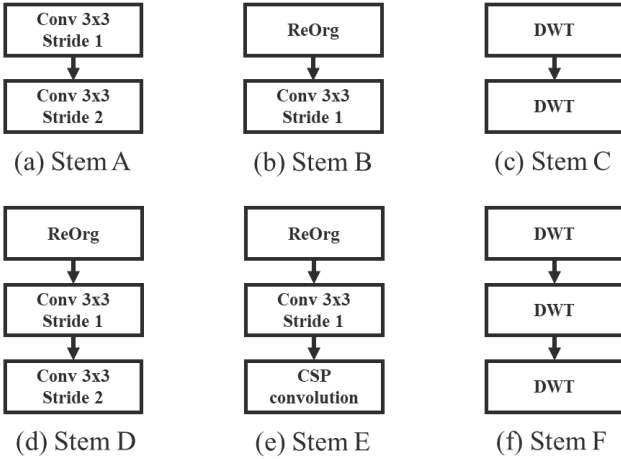 Conv 3x3
Stride 1
Conv 3x3
Stride 2
(a) Stem A
ReOrg
Conv 3x3
Stride 1
(b) Stem B
DWT
DWT
(c) Stem C
ReOrg
Conv 3x3
Stride 1
Conv 3x3
Stride 2
(d) Stem D
ReOrg
Conv 3x3
Stride 1
CSP
convolution
(e) Stem E
DWT
DWT
DWT
(f) Stem F